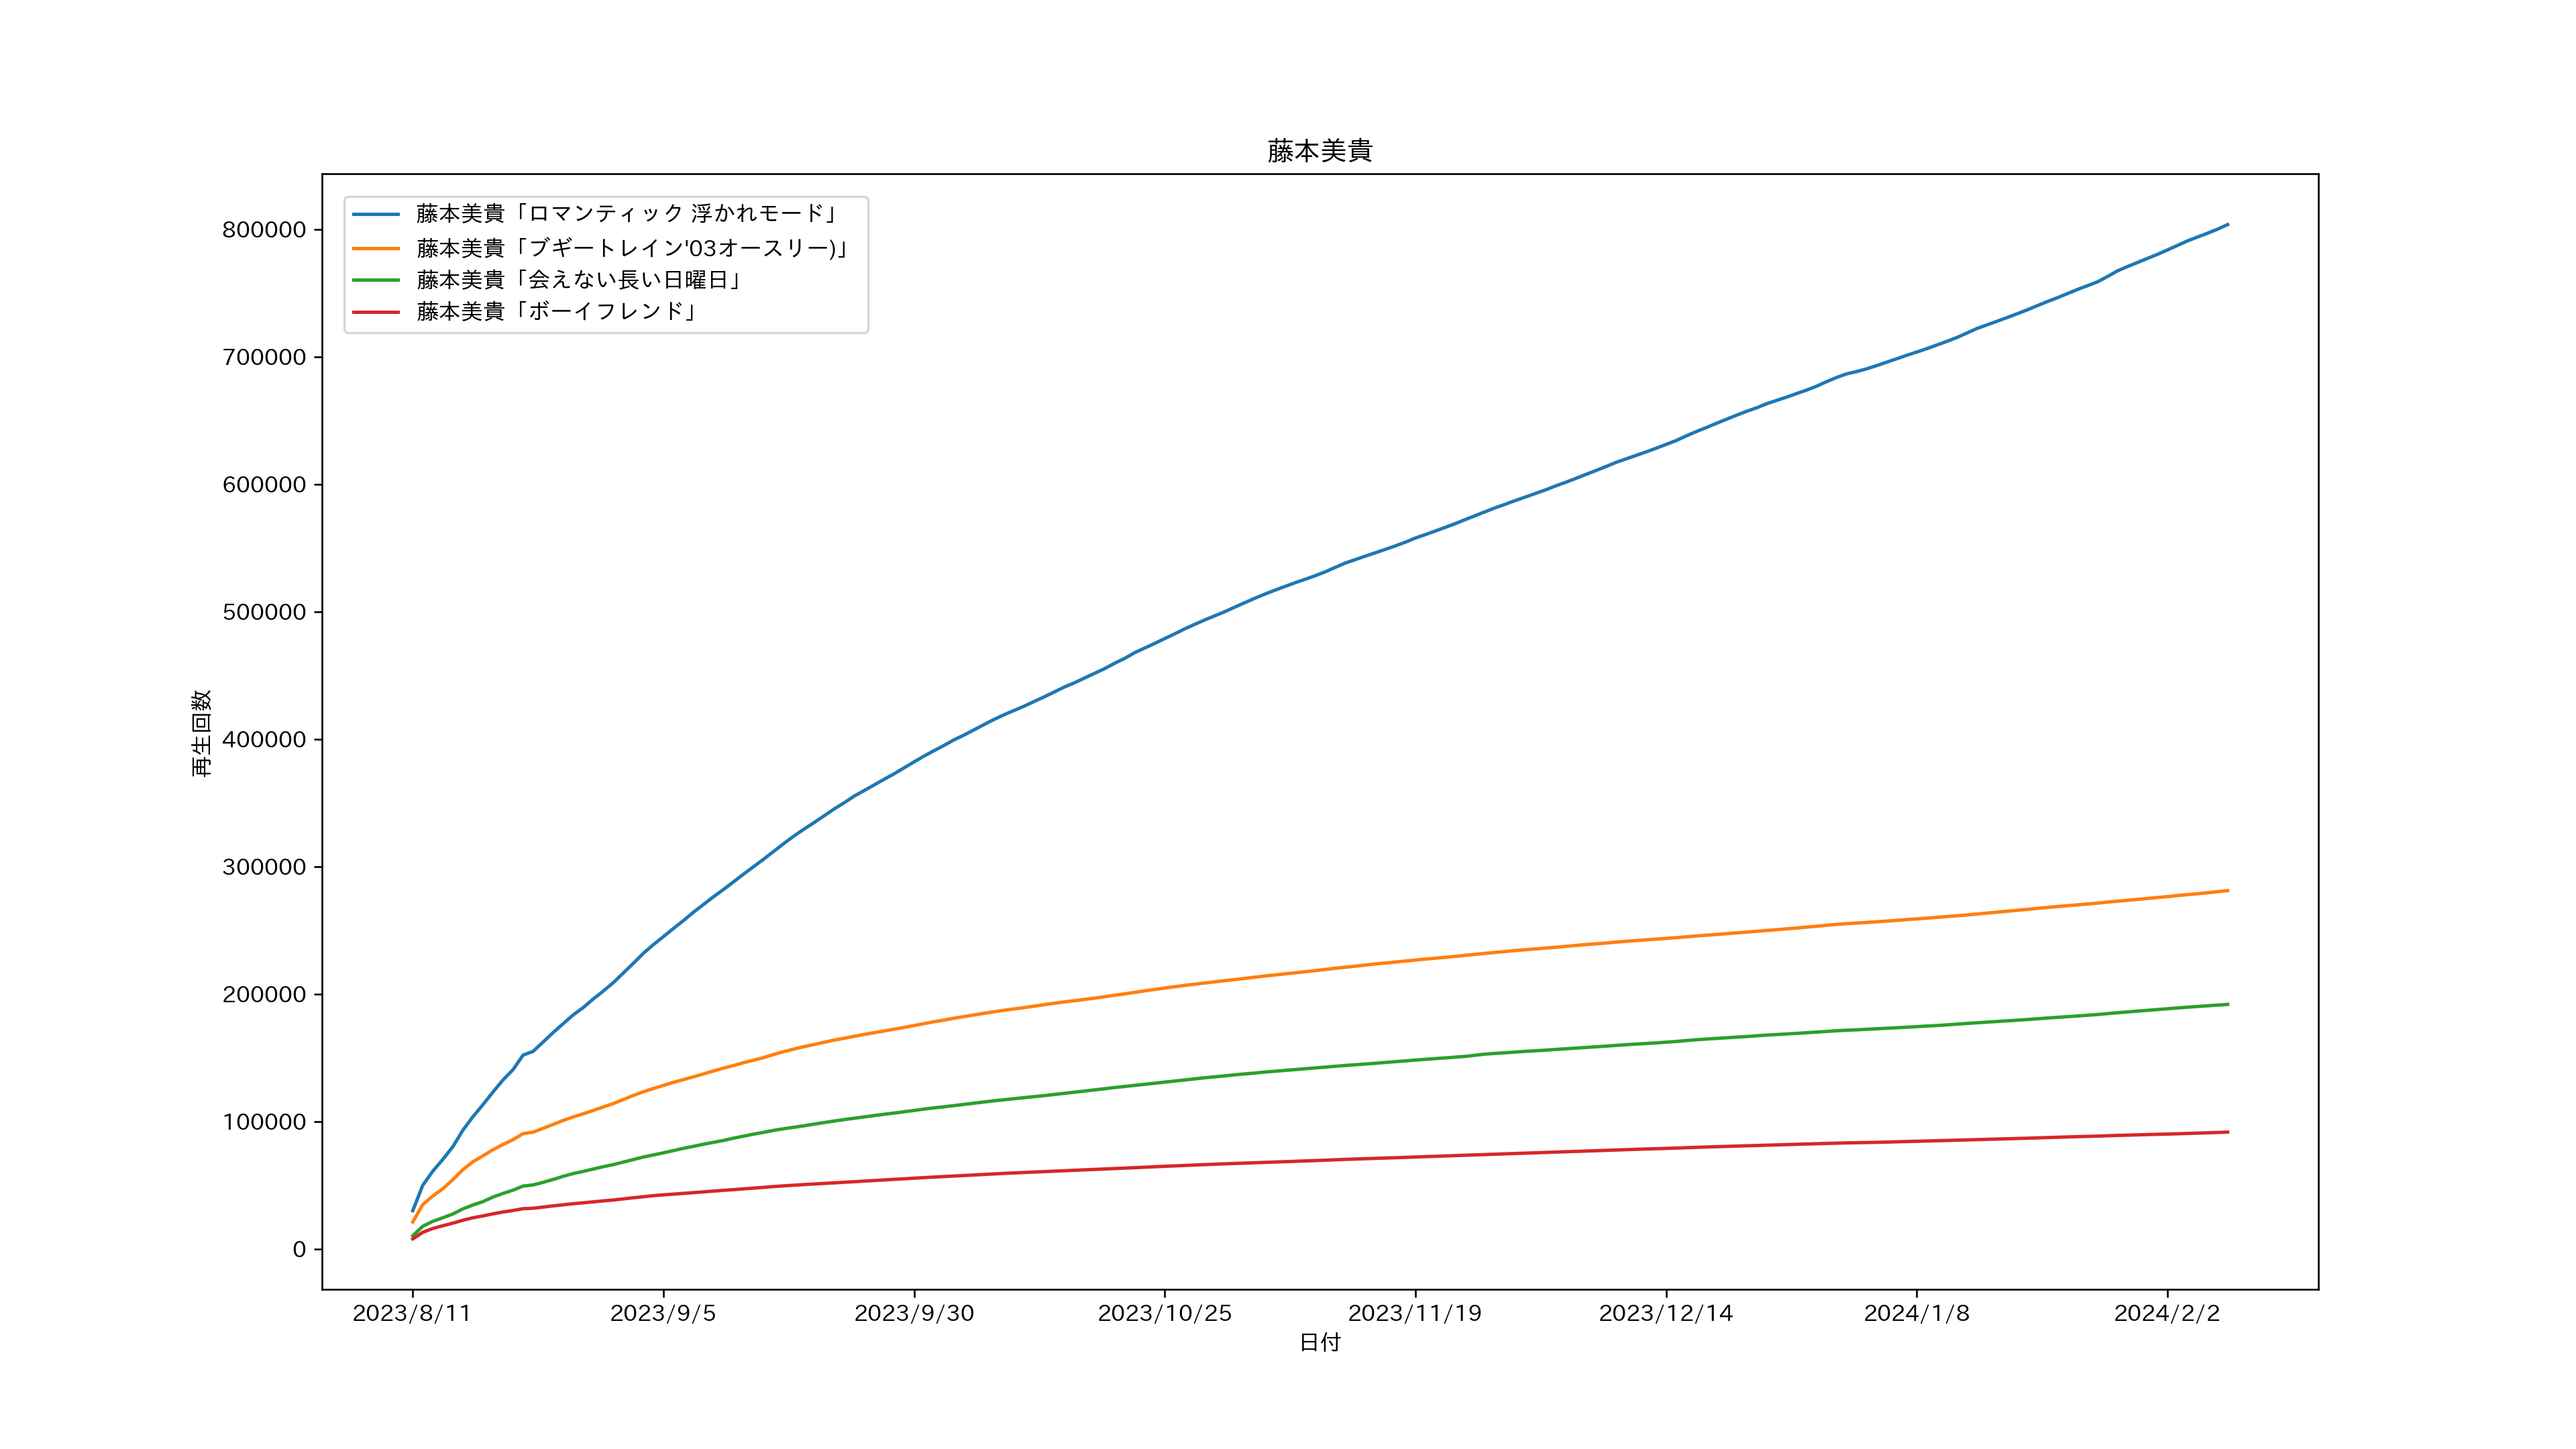 藤本美貴
藤本美貴「ロマンティック 浮かれモード」
藤本美貴「ブギートレイン'03オースリー)」
藤本美貴「会えない長い日曜日」
藤本美貴「ボーイフレンド」
800000
700000
600000
500000
400000
300000
200000
100000
0
再生回数
2023/8/11
2023/9/5
2023/9/30
2023/10/25
2023/11/19
2023/12/14
2024/1/8
2024/2/2
日付